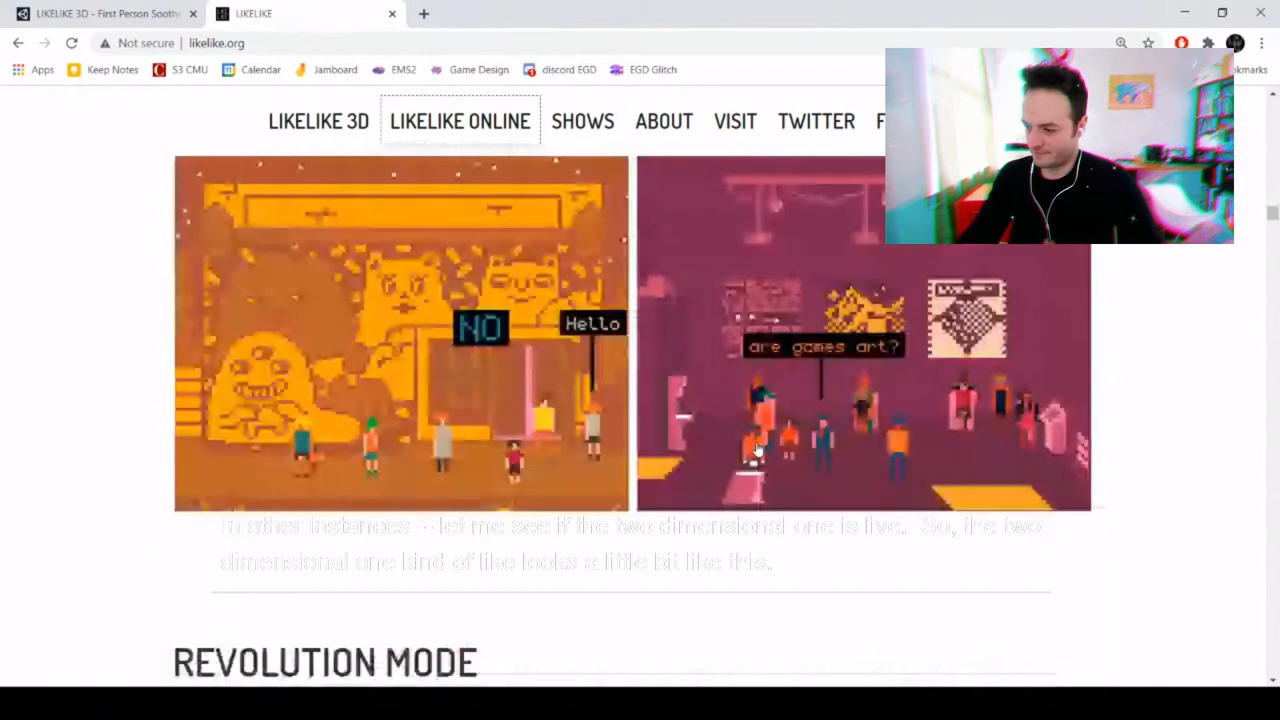 LIKELIKE 3D - First Person Soothi
LIKELIKE
Not secure | likelike.org
Apps Keep Notes S3 CMU Calendar Jamboard EMS2 Game Design discord EGD EGD Glitch okmarks
LIKELIKE 3D LIKELIKE ONLINE SHOWS ABOUT VISIT TWITTER F
NO
Hello
are games art?
In other instances -- let me see if the two dimensional one is live. So, the two
dimensional one kind of like looks a little bit like this.
REVOLUTION MODE